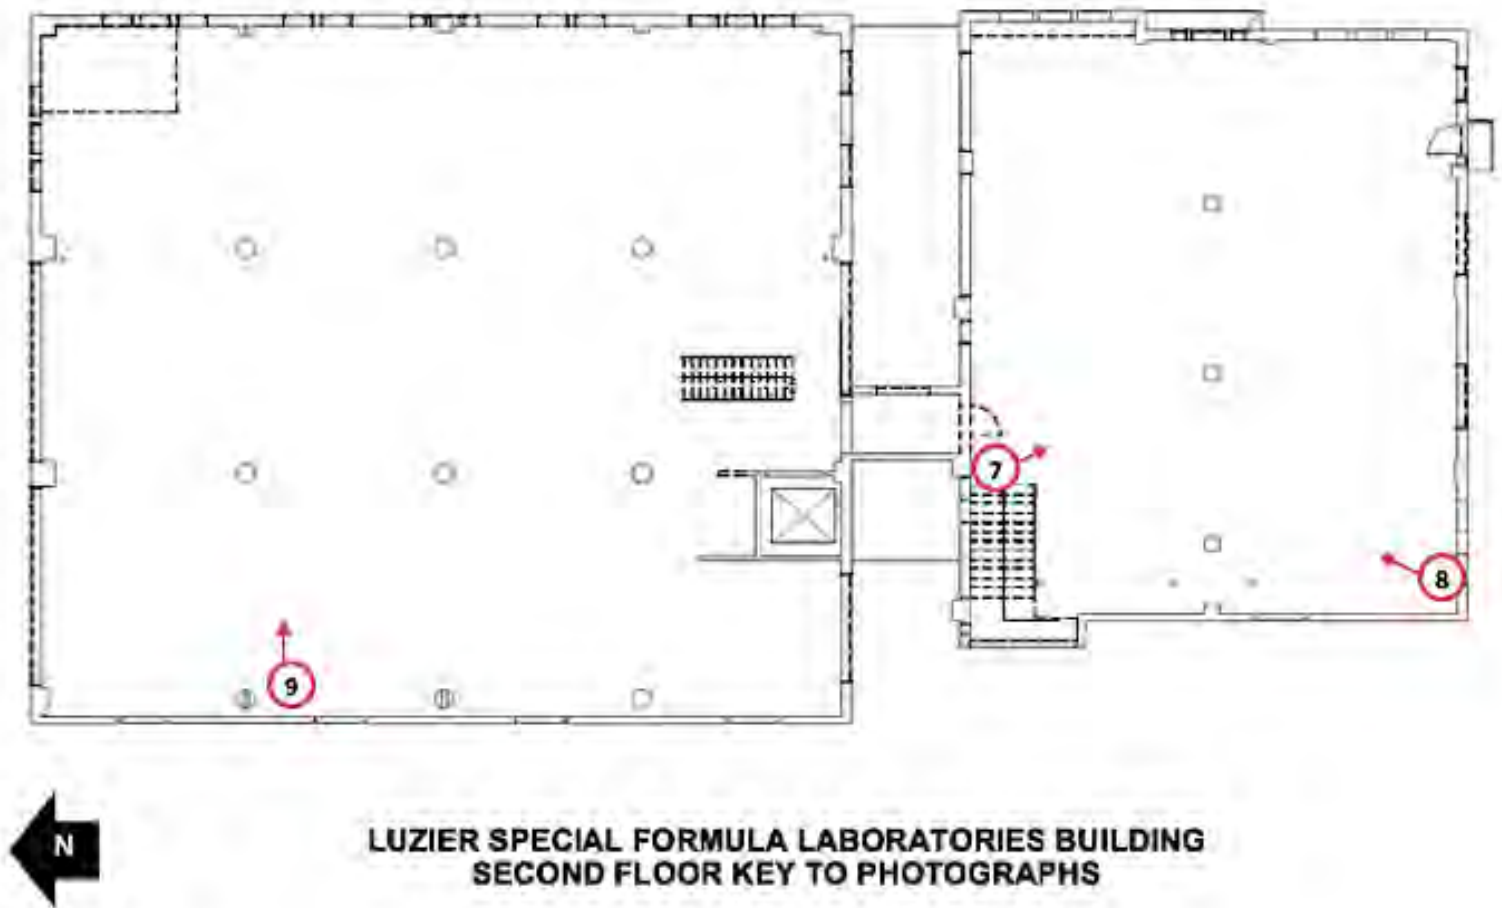 7
8
9
N
LUZIER SPECIAL FORMULA LABORATORIES BUILDING
SECOND FLOOR KEY TO PHOTOGRAPHS